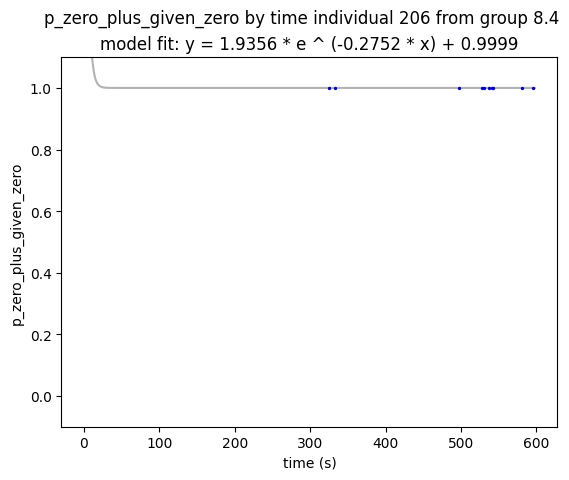 p_zero_plus_given_zero by time individual 206 from group 8.4
model fit: y = 1.9356 * e ^ (-0.2752 * x) + 0.9999
1.0
0.8
0.6
0.4
0.2
0.0
p_zero_plus_given_zero
0 100 200 300 400 500 600
time (s)